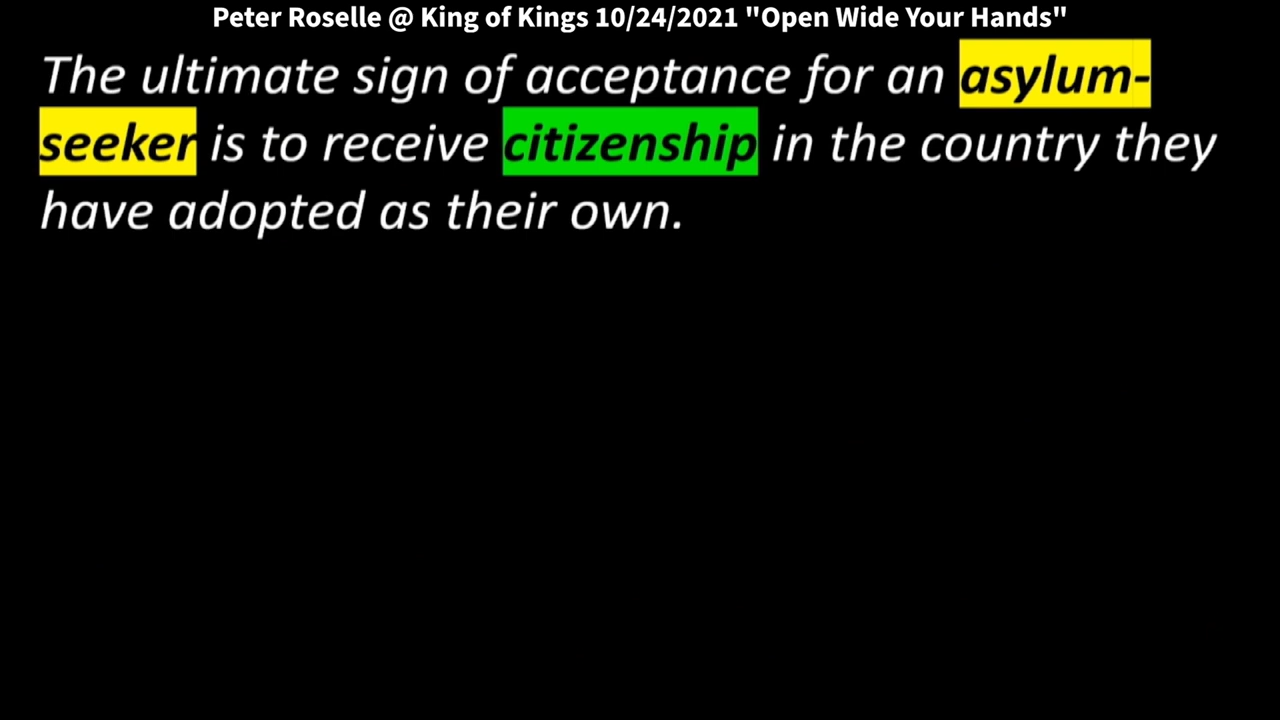 Peter Roselle @ King of Kings 10/24/2021 "Open Wide Your Hands"
The ultimate sign of acceptance for an asylum-
seeker is to receive citizenship in the country they
have adopted as their own.